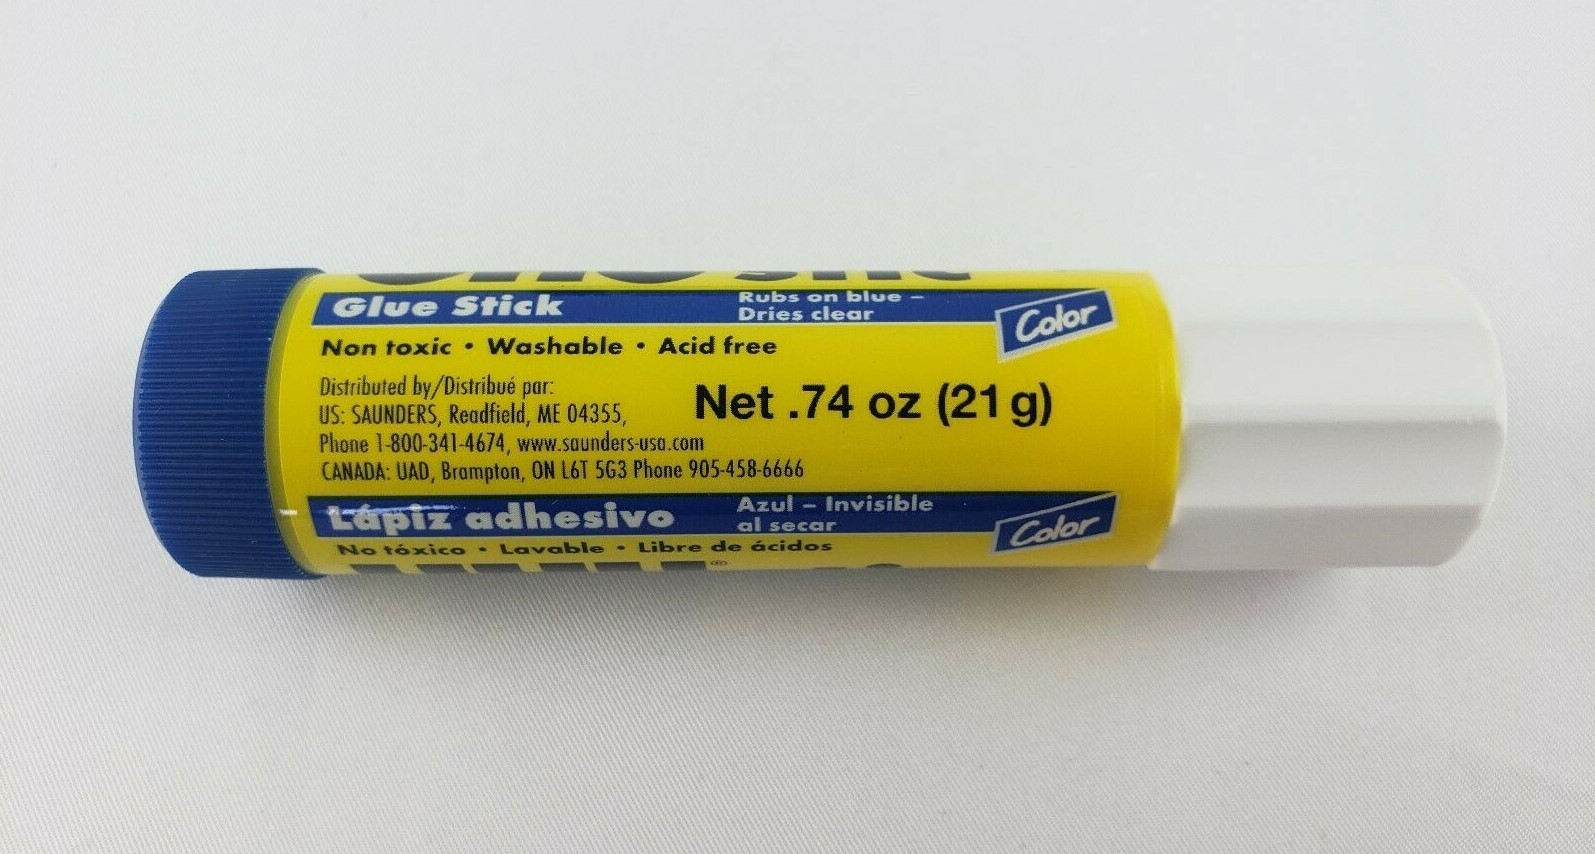 Glue Stick
Rubs on blue –
Dries clear
Color
Non toxic • Washable • Acid free
Distributed by/Distribué par:
US: SAUNDERS, Readfield, ME 04355,
Phone 1-800-341-4674, www.saunders-usa.com
CANADA: UAD, Brampton, ON L6T 5G3 Phone 905-458-6666
Net .74 oz (21 g)
Lápiz adhesivo
Azul – Invisible
al secar
Color
No tóxico • Lavable • Libre de ácidos